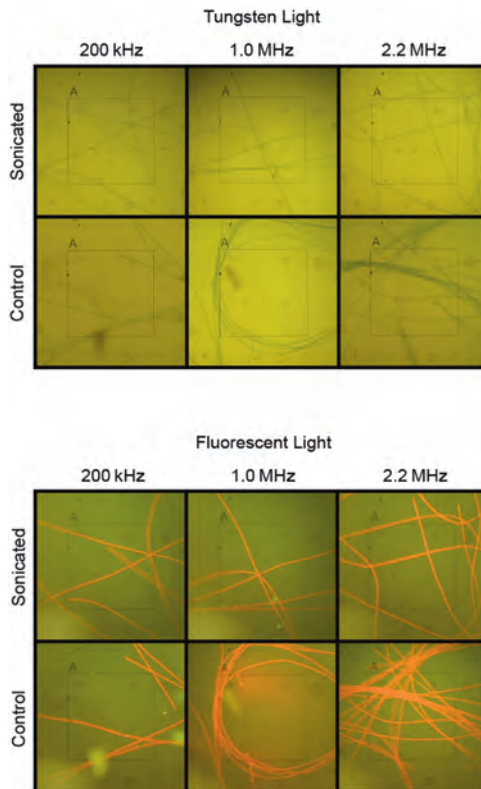 Tungsten Light
200 kHz 1.0 MHz 2.2 MHz
Sonicated
A A A
Control
A A A
Fluorescent Light
200 kHz 1.0 MHz 2.2 MHz
Sonicated
A A A
Control
A A A